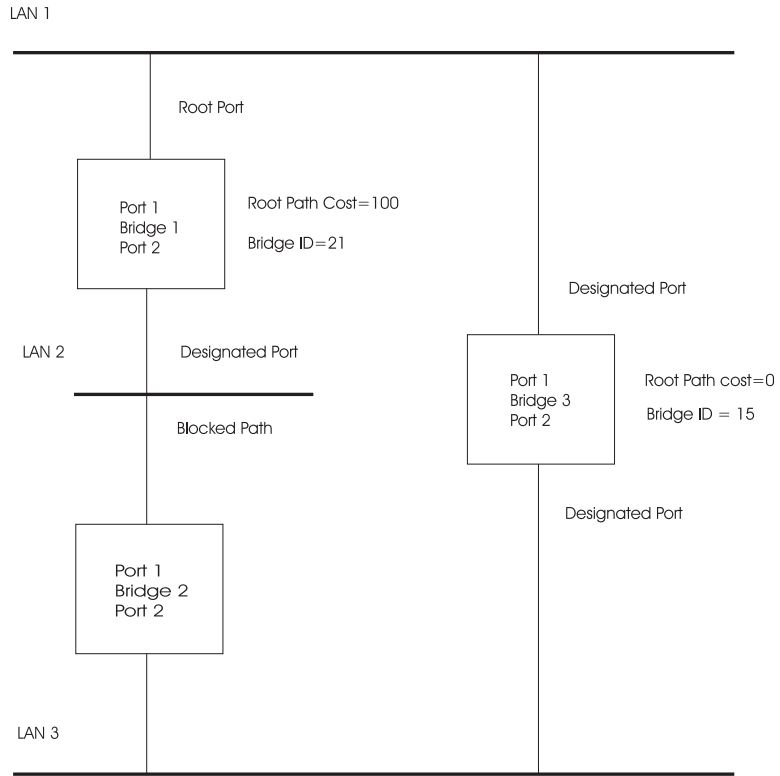 LAN 1
Root Port
Port 1
Bridge 1
Port 2
Root Path Cost=100
Bridge ID=21
Designated Port
LAN 2
Designated Port
Port 1
Bridge 3
Port 2
Root Path cost=0
Bridge ID = 15
Blocked Path
Designated Port
Port 1
Bridge 2
Port 2
LAN 3